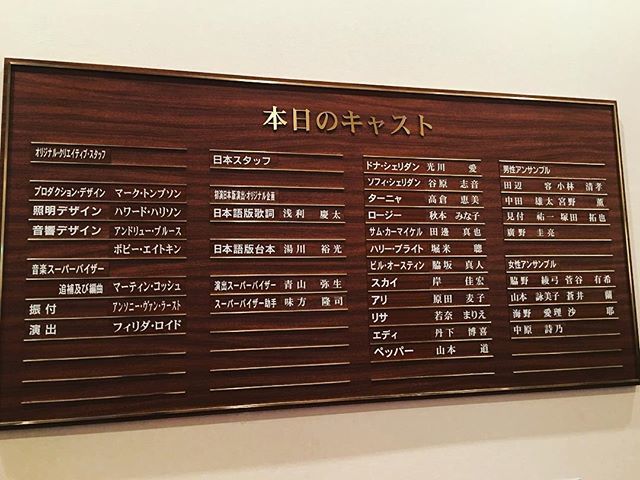 本日のキャスト
オリジナル・クリエイティブ・スタッフ
プロダクション・デザイン マーク・トンプソン
照明デザイン ハワード・ハリソン
音響デザイン アンドリュー・ブルース
ボビー・エイトキン
音楽スーパーバイザー
追加及び編曲 マーティン・コッシュ
振付 アンソニー・ヴァン・ラースト
演出 フィリダ・ロイド
日本スタッフ
初演日本版演出・オリジナル企画
日本語版歌詞 浅利 慶太
日本語版台本 湯川 裕光
演出スーパーバイザー 青山 弥生
スーパーバイザー助手 味方 隆司
ドナ・シェリダン 光川 愛
ソフィ・シェリダン 谷原 志音
ターニャ 高倉 恵美
ロージー 秋本 みな子
サム・カーマイケル 田邊 真也
ハリー・ブライト 堀米 聰
ビル・オースティン 脇坂 真人
スカイ 岸 佳宏
アリ 原田 麦子
リサ 若奈 まりえ
エディ 丹下 博喜
ペッパー 山本 道
男性アンサンブル
田辺 容 小林 清孝
中田 雄太 宮野 薫
見付 祐一 塚田 拓也
廣野 圭亮
女性アンサンブル
脇野 綾弓 菅谷 有希
山本 詠美子 蒼井 蘭
海野 愛理 沙 耶
中原 詩乃